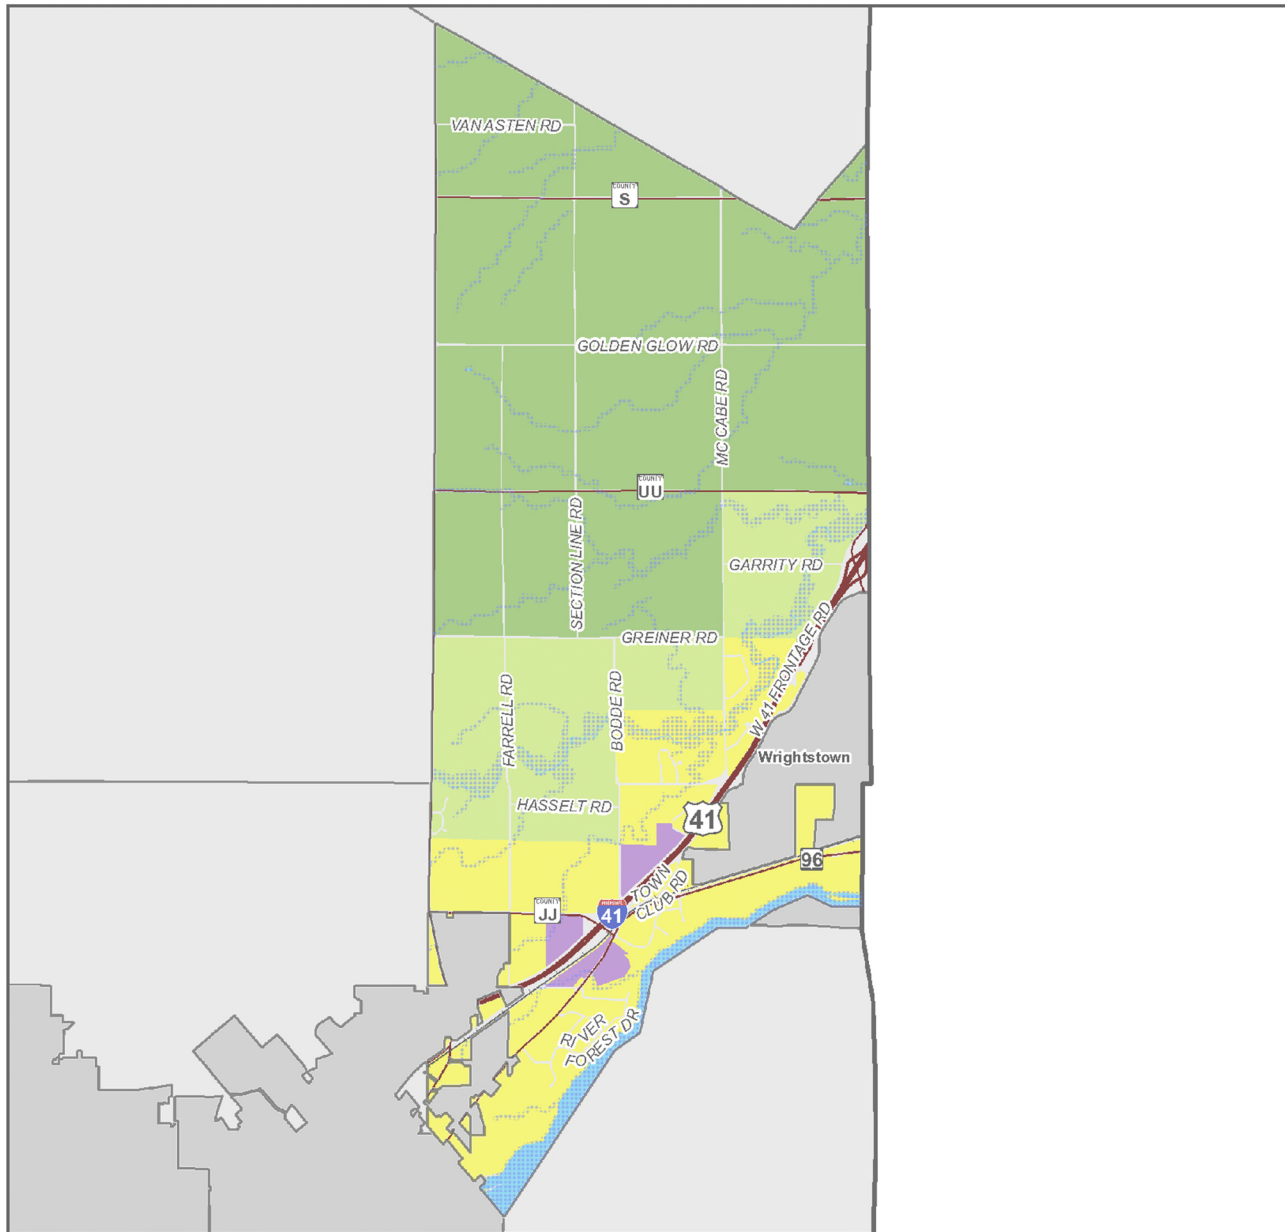 VAN ASTEN RD
COUNTY
S
GOLDEN GLOW RD
MC CABE RD
COUNTY
UU
SECTION LINE RD
GARRITY RD
GREINER RD
W 41 FRONTAGE RD
FARRELL RD
BODDE RD
Wrightstown
HASSELT RD
41
96
TOWN
CLUB RD
COUNTY
JJ
41
RIVER
FOREST DR